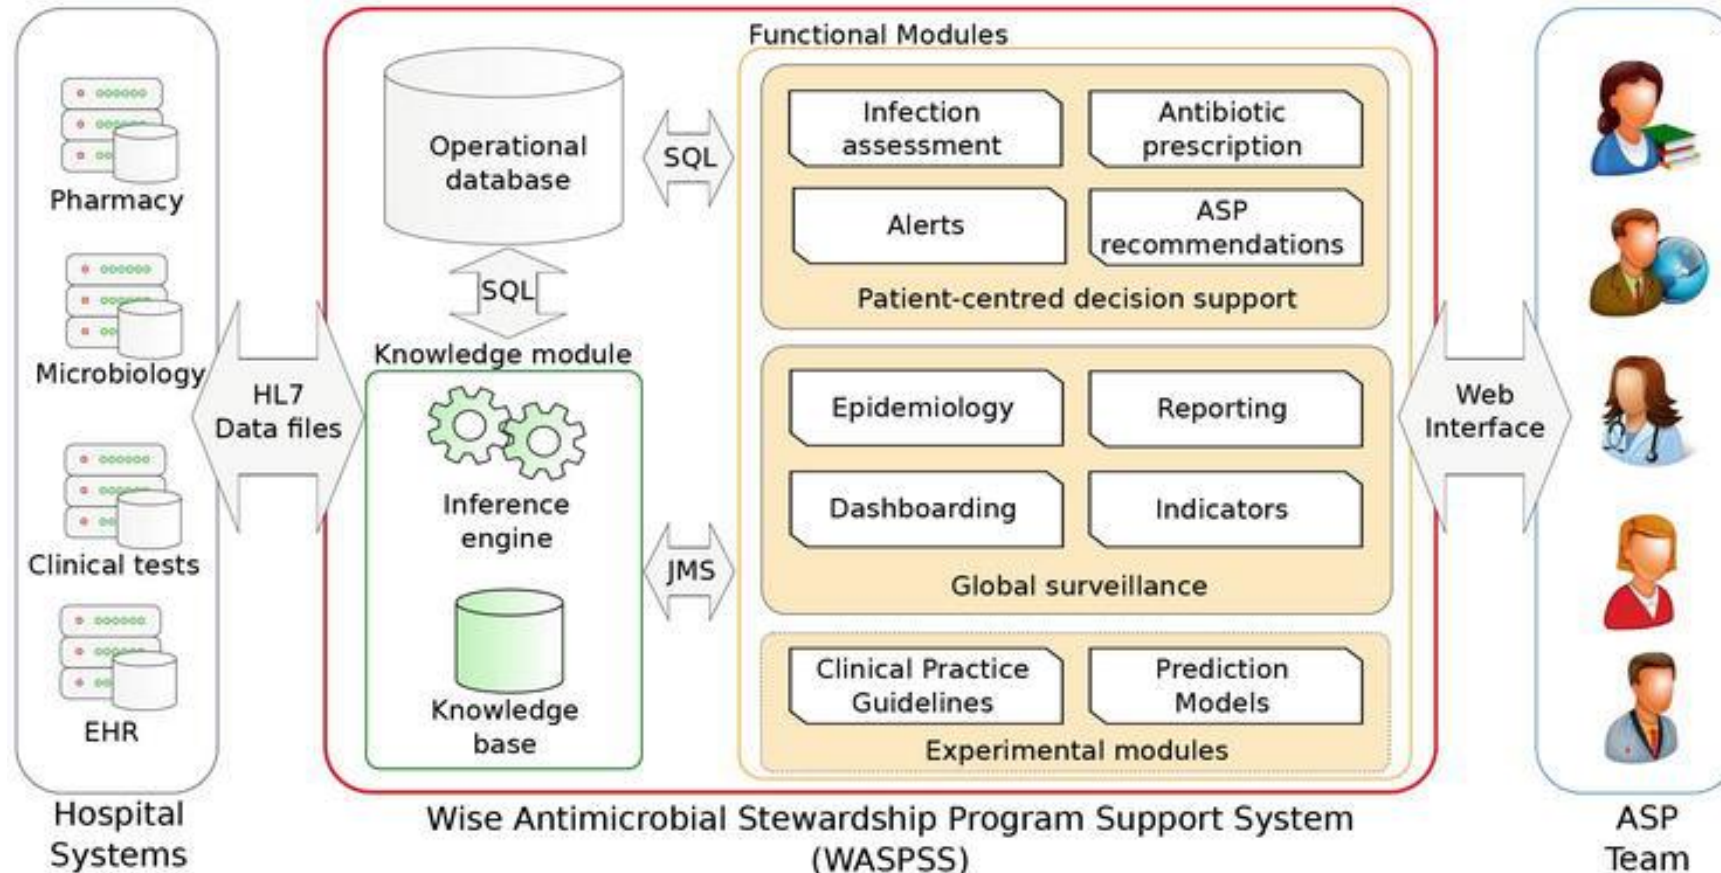 Pharmacy
Microbiology
Clinical tests
EHR
Hospital
Systems
HL7
Data files
Operational
database
SQL
SQL
Knowledge module
Inference
engine
Knowledge
base
JMS
Functional Modules
Infection
assessment
Antibiotic
prescription
Alerts
ASP
recommendations
Patient-centred decision support
Epidemiology
Reporting
Dashboarding
Indicators
Global surveillance
Clinical Practice
Guidelines
Prediction
Models
Experimental modules
Wise Antimicrobial Stewardship Program Support System
(WASPSS)
Web
Interface
ASP
Team